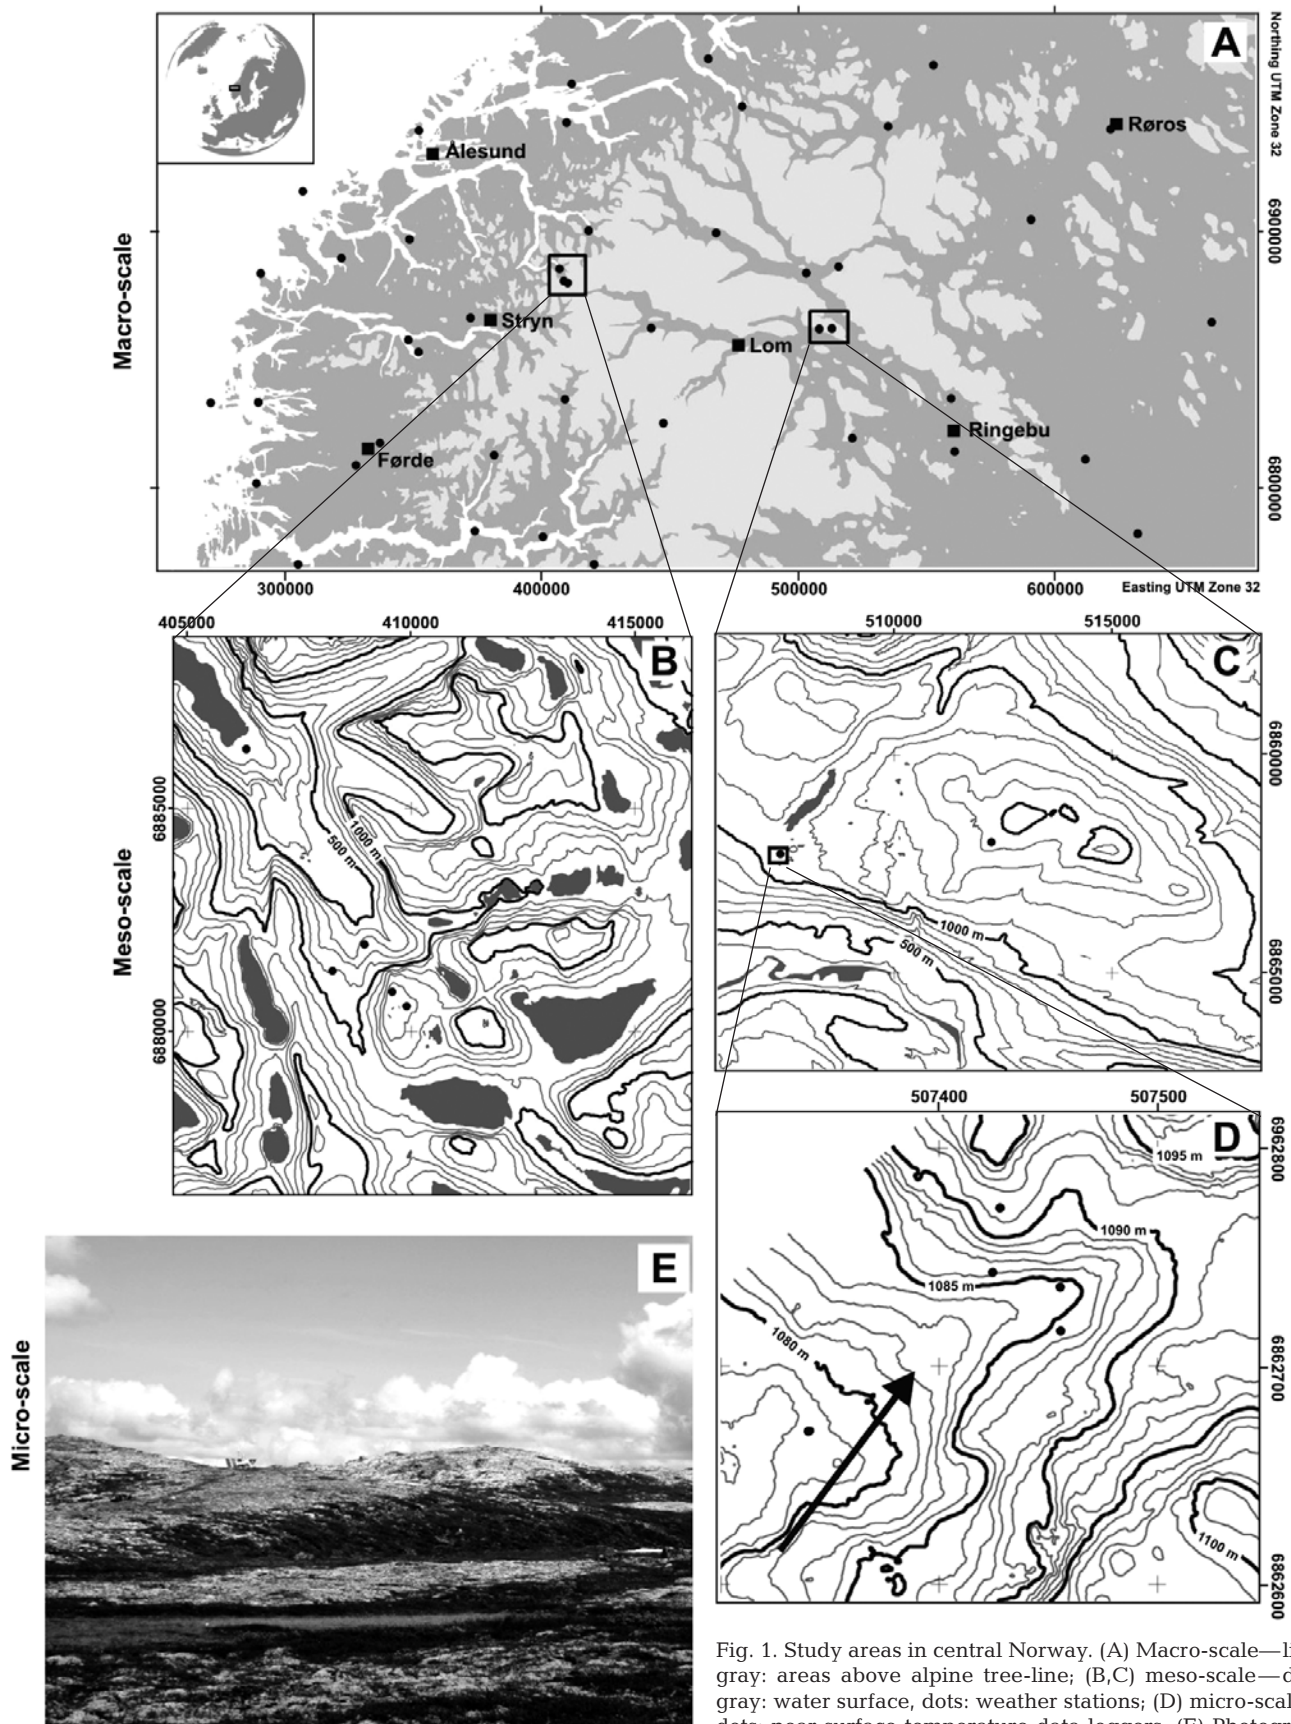 A
Northing UTM Zone 32
Røros
Ålesund
Macro-scale
6900000
Stryn
Lom
Ringebu
Førde
6800000
300000
400000
500000
600000
Easting UTM Zone 32
405000
410000
415000
510000
515000
B
C
6860000
6885000
1000 m
500 m
Meso-scale
1000 m
500 m
6865000
6880000
507400
507500
D
6962800
1095 m
1090 m
1085 m
E
1080 m
6862700
Micro-scale
1100 m
6862600
Fig. 1. Study areas in central Norway. (A) Macro-scale—li
gray: areas above alpine tree-line; (B,C) meso-scale—d
gray: water surface, dots: weather stations; (D) micro-scal